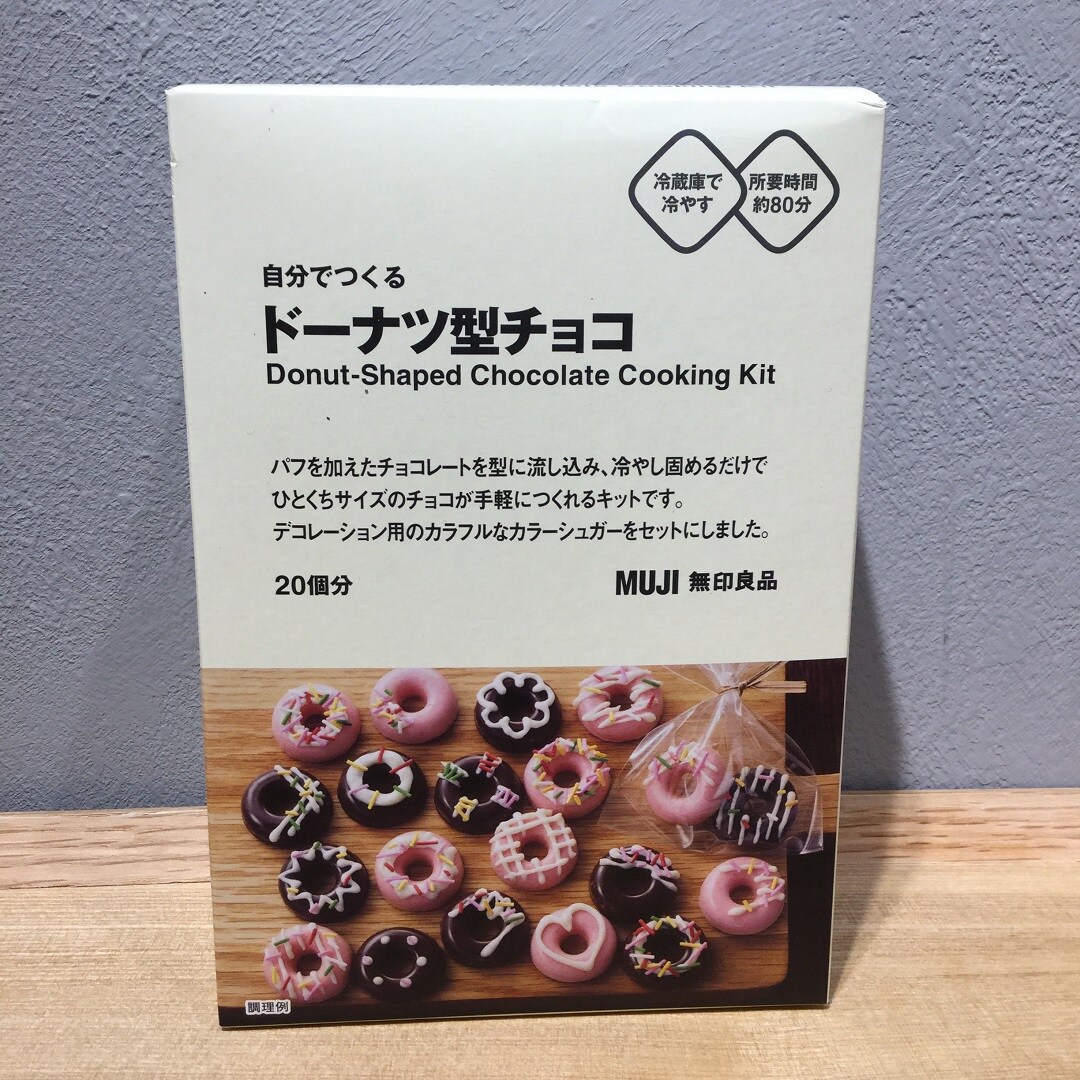 冷蔵庫で
冷やす
所要時間
約80分
自分でつくる
ドーナツ型チョコ
Donut-Shaped Chocolate Cooking Kit
パフを加えたチョコレートを型に流し込み、冷やし固めるだけで
ひとくちサイズのチョコが手軽につくれるキットです。
デコレーション用のカラフルなカラーシュガーをセットにしました。
20個分
MUJI 無印良品
調理例